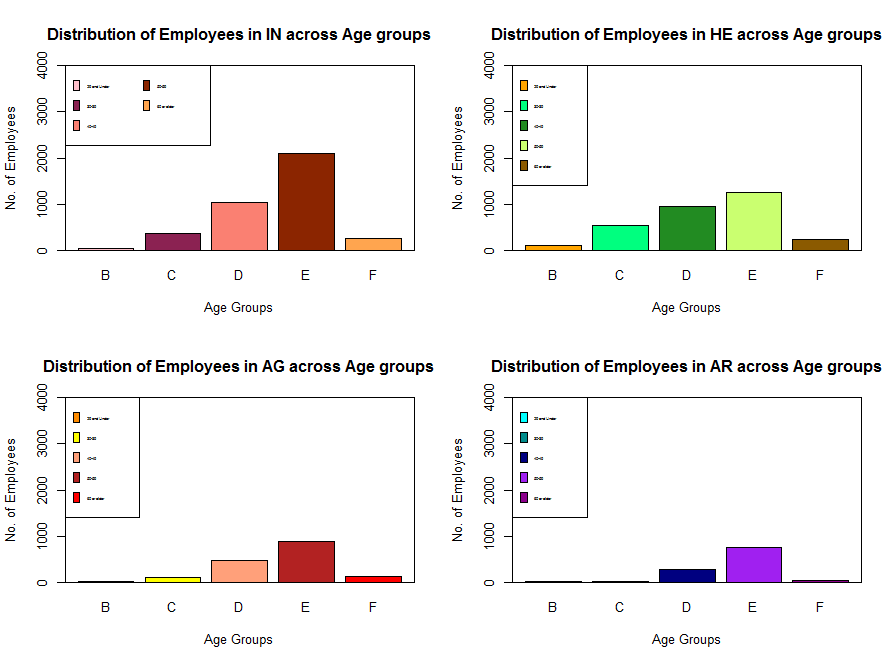 Distribution of Employees in IN across Age groups
No. of Employees
4000
3000
2000
1000
0
B C D E F
Age Groups
Distribution of Employees in HE across Age groups
No. of Employees
4000
3000
2000
1000
0
B C D E F
Age Groups
Distribution of Employees in AG across Age groups
No. of Employees
4000
3000
2000
1000
0
B C D E F
Age Groups
Distribution of Employees in AR across Age groups
No. of Employees
4000
3000
2000
1000
0
B C D E F
Age Groups